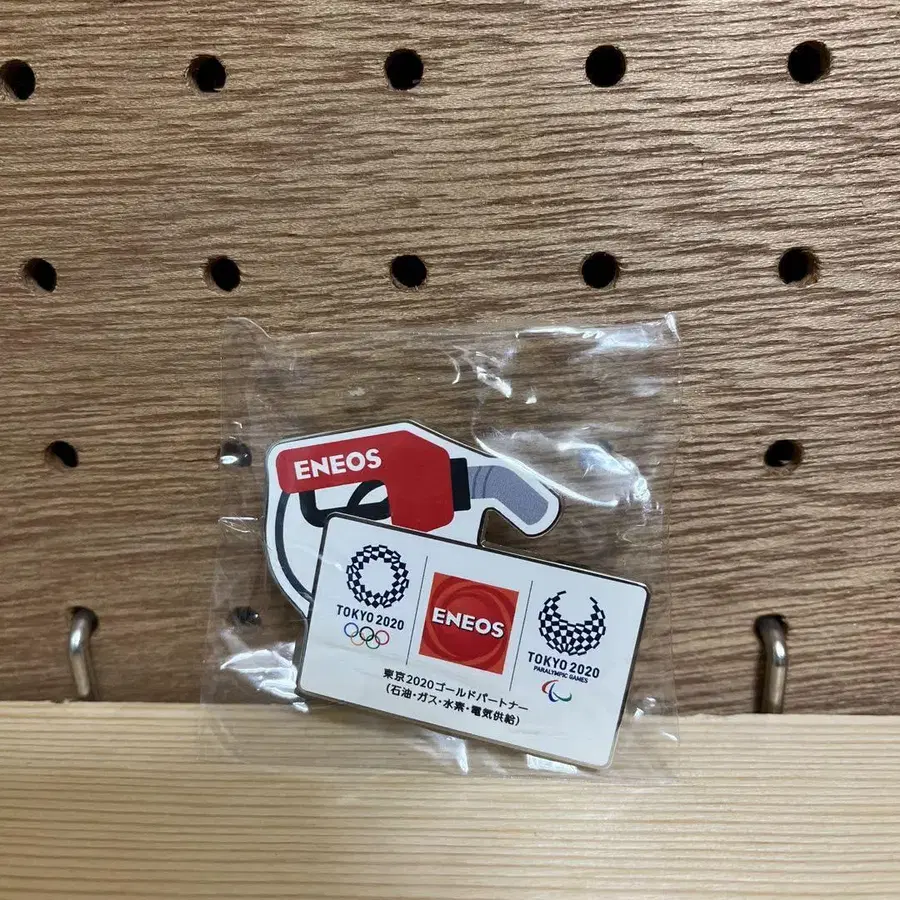 ENEOS
TOKYO 2020
ENEOS
TOKYO 2020
PARALYMPIC GAMES
東京2020ゴールドパートナー
(石油・ガス・水素・電気供給)